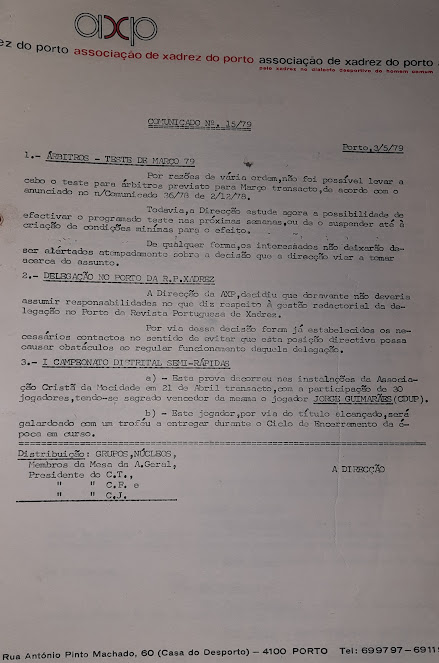 axp
ez do porto associação de xadrez do porto associação de xadrez do porto
pelo xadrez no distrito desportivo do homem comum
COMUNICADO Nº. 15/79
Porto,3/5/79
1.- ÁRBITROS - TESTE DE MARÇO 79
Por razões de vária ordem,não foi possível levar a
cabo o teste para árbitros previsto para Março transacto,de acordo com o
anunciado no n/Comunicado 36/78 de 2/12/78.
Todavia,a Direcção estuda agora a possibilidade de
efectivar o programado teste nas próximas semanas,ou de o suspender até à
criação de condições mínimas para o efeito.
De qualquer forma,os interessados não deixarão de-
ser alertados atempadamente sobre a decisão que a direcção vier a tomar
acerca do assunto.
2.- DELEGAÇÃO NO PORTO DA R.P.XADREZ
A Direcção da AXP,decidiu que doravante não deveria
assumir responsabilidades no que diz respeito à gestão redactorial da de-
legação no Porto de Revista Portuguesa de Xadrez.
Por via dessa decisão foram já estabelecidos os ne-
cessários contactos no sentido de evitar que esta posição directiva possa
causar obstáculos ao regular funcionamento daquela delegação.
3.- I CAMPEONATO DISTRITAL SEMI-RÁPIDAS
a) - Esta prova decorreu nas instalações da Associa-
ção Cristã da Mocidade em 21 de Abril transacto,com a participação de 30
jogadores,tendo-se sagrado vencedor da mesma o jogador JORGE GUIMARÃES(CDUP).
b) - Este jogador,por via do título alcançado,será
galardoado com um troféu a entregar durante o Ciclo de Encerramento da é-
poca em curso.
Distribuição: GRUPOS,NÚCLEOS,
Membros da Mesa da A.Geral,
Presidente do C.T.,
" " C.F. e
" " C.J.
A DIRECÇÃO
Rua António Pinto Machado, 60 (Casa do Desporto) – 4100 PORTO Tel: 699797 – 6911